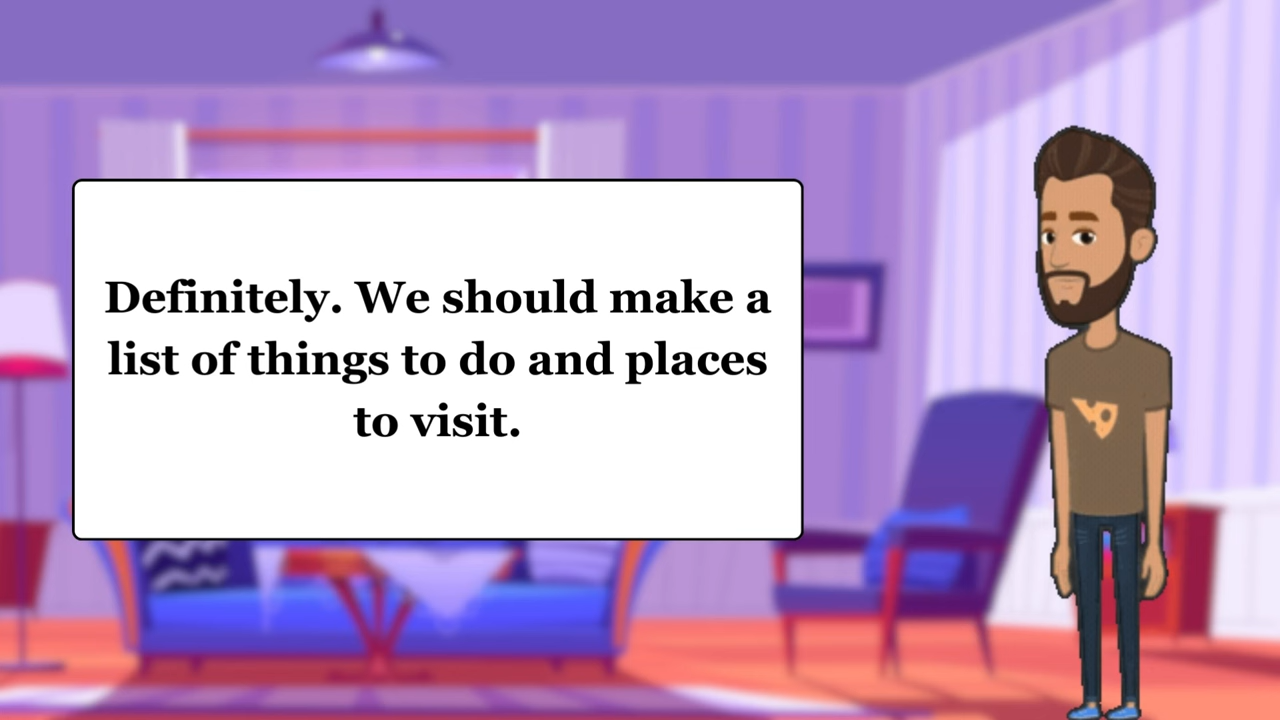 Definitely. We should make a
list of things to do and places
to visit.